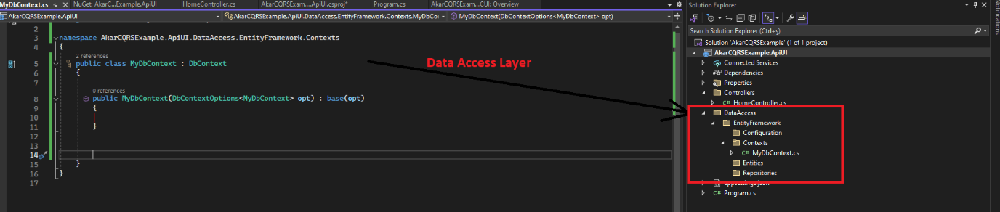 MyDbContext.cs
NuGet: AkarC...Example.ApiUI
HomeController.cs
AkarCQRSExam....ApiUI.csproj*
Program.cs
AkarCQRSExam...CUI: Overview
AkarCQRSExample.ApiUI
AkarCQRSExample.ApiUI.DataAccess.EntityFramework.Contexts.MyDbCon
MyDbContext(DbContextOptions<MyDbContext> opt)
2
3 namespace AkarCQRSExample.ApiUI.DataAccess.EntityFramework.Contexts
4 {
2 references
5 public class MyDbContext : DbContext
6 {
7
0 references
8 public MyDbContext(DbContextOptions<MyDbContext> opt) : base(opt)
9 {
10
11 }
12
13
14
15 }
16 }
17
Data Access Layer
Solution Explorer
Search Solution Explorer (Ctrl+ş)
Solution 'AkarCQRSExample' (1 of 1 project)
AkarCQRSExample.ApiUI
Connected Services
Dependencies
Properties
Controllers
C# HomeController.cs
DataAccess
EntityFramework
Configuration
Contexts
C# MyDbContext.cs
Entities
Repositories
appsettings.json
C# Program.cs
Notifications